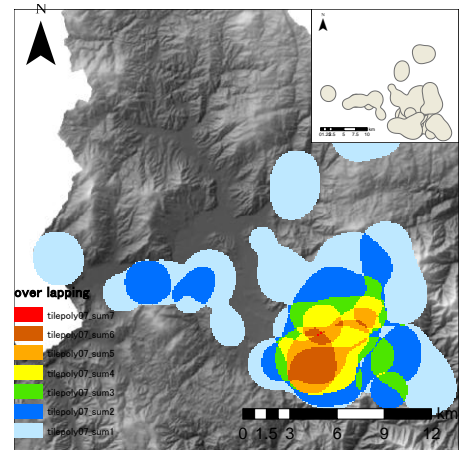 N
over lapping
tilepoly07_sum7
tilepoly07_sum6
tilepoly07_sum5
tilepoly07_sum4
tilepoly07_sum3
tilepoly07_sum2
tilepoly07_sum1
km
0 1.5 3 6 9 12